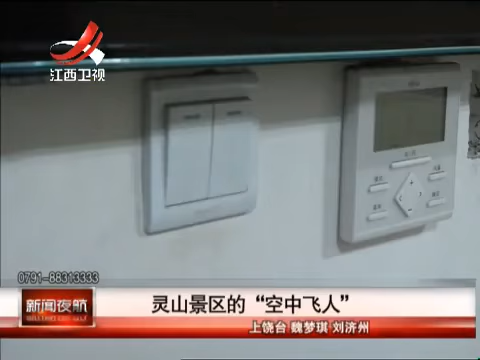 江西卫视
0791-88313333
新闻夜航
灵山景区的“空中飞人”
上饶台 魏梦琪 刘济州